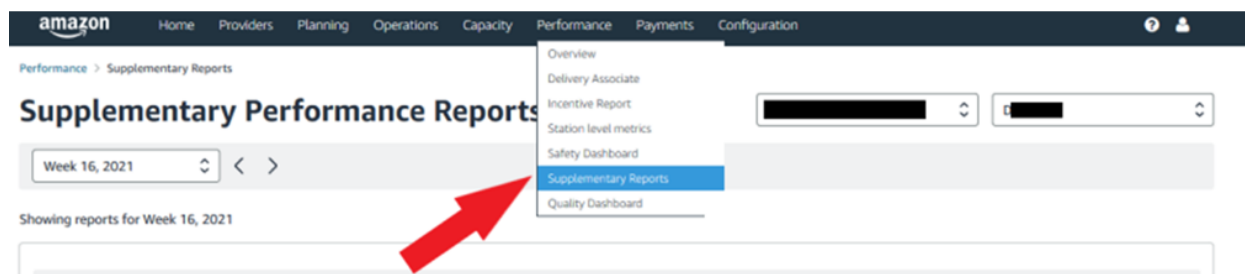 amazon Home Providers Planning Operations Capacity Performance Payments Configuration
Performance > Supplementary Reports
Supplementary Performance Reports
Overview
Delivery Associate
Incentive Report
Station level metrics
Safety Dashboard
Supplementary Reports
Quality Dashboard
D
Week 16, 2021
Showing reports for Week 16, 2021